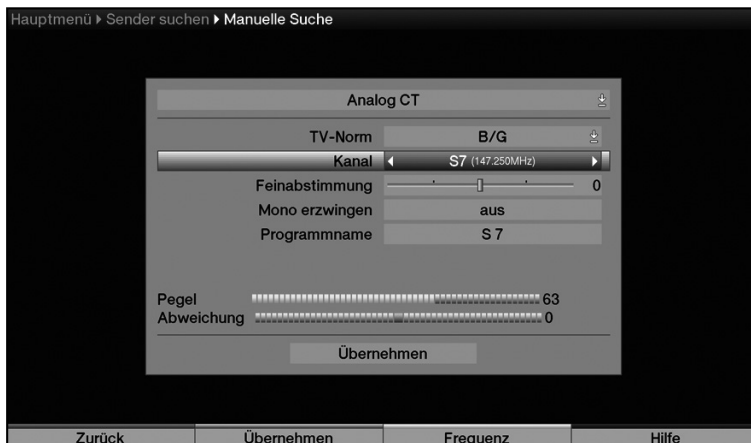 Hauptmenü ▸ Sender suchen ▸ Manuelle Suche
Analog CT
TV-Norm B/G
Kanal S7 (147.250MHz)
Feinabstimmung 0
Mono erzwingen aus
Programmname S 7
Pegel 63
Abweichung 0
Übernehmen
Zurück Übernehmen Frequenz Hilfe